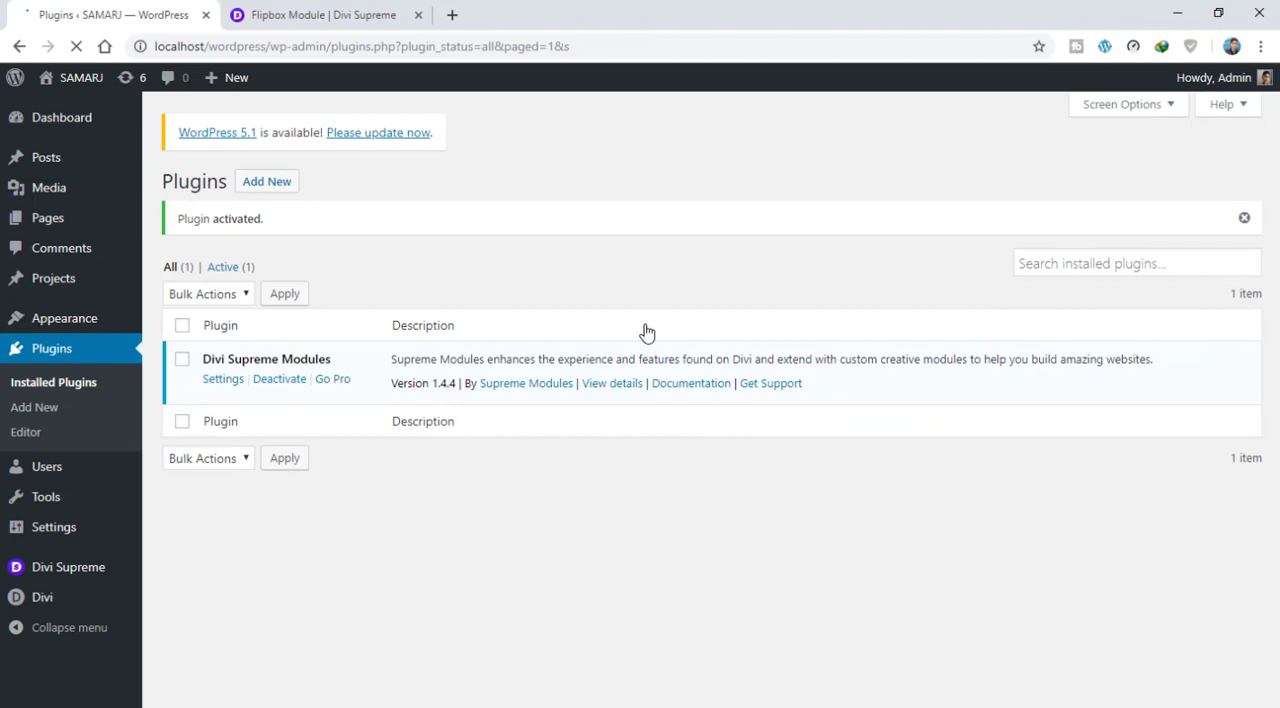 Plugins ‹ SAMARJ — WordPress
Flipbox Module | Divi Supreme
localhost/wordpress/wp-admin/plugins.php?plugin_status=all&paged=1&s
SAMARJ 6 0 New Howdy, Admin
Screen Options Help
Dashboard
Posts
Media
Pages
Comments
Projects
Appearance
Plugins
Installed Plugins
Add New
Editor
Users
Tools
Settings
Divi Supreme
Divi
Collapse menu
WordPress 5.1 is available! Please update now.
Plugins Add New
Plugin activated.
All (1) | Active (1)
Search installed plugins...
Bulk Actions Apply 1 item
Plugin Description
Divi Supreme Modules Supreme Modules enhances the experience and features found on Divi and extend with custom creative modules to help you build amazing websites.
Settings | Deactivate | Go Pro Version 1.4.4 | By Supreme Modules | View details | Documentation | Get Support
Plugin Description
Bulk Actions Apply 1 item